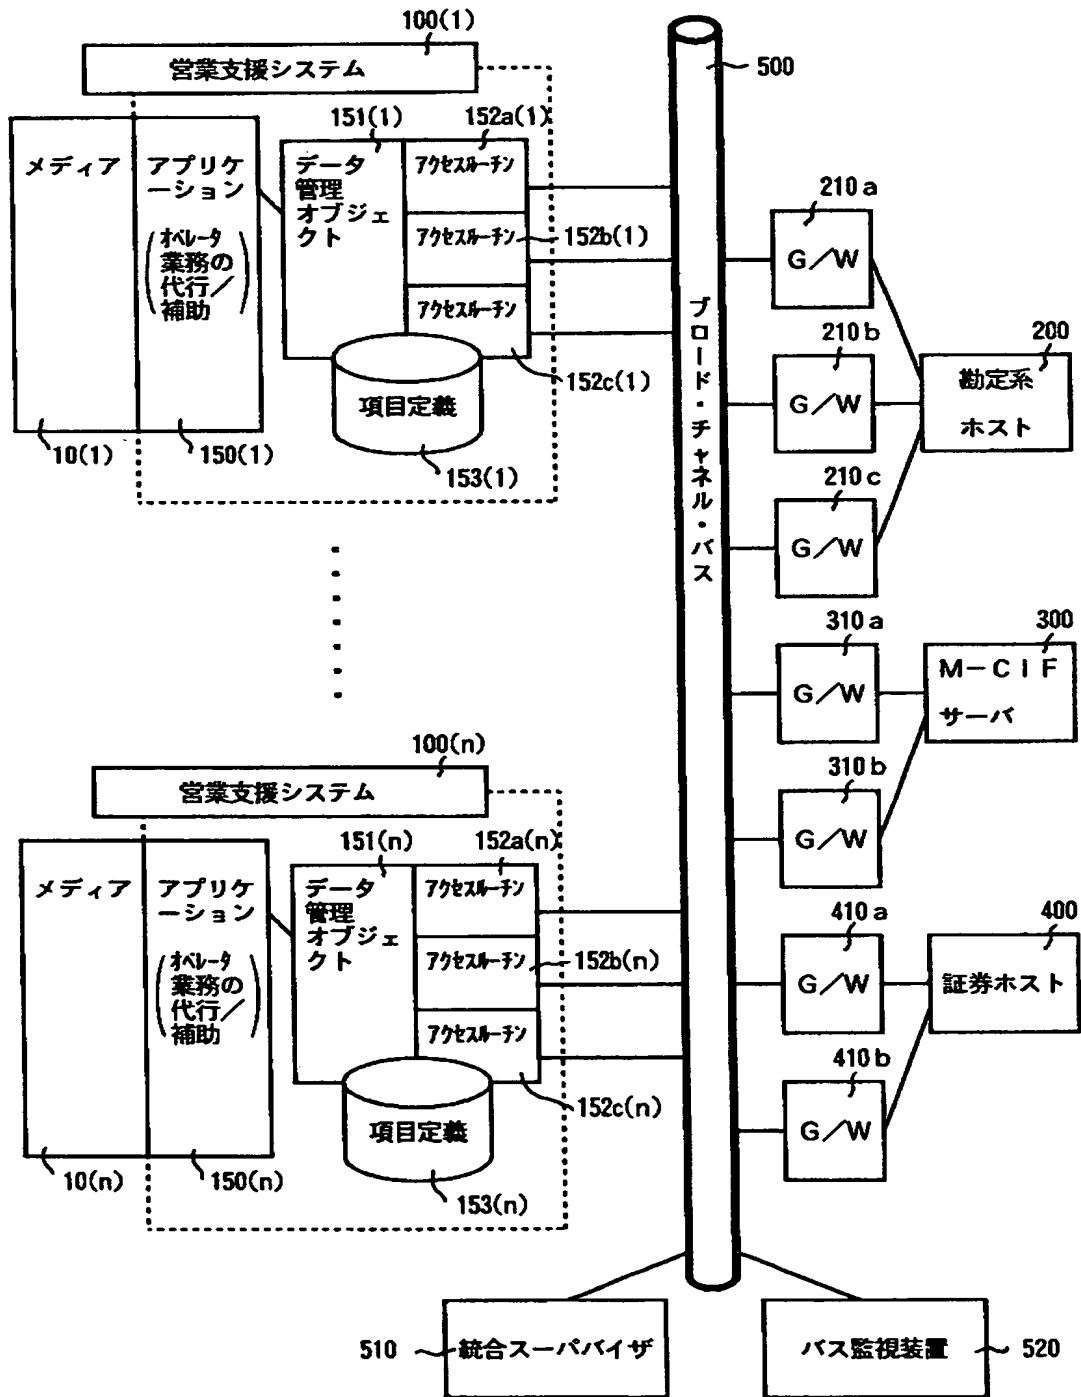 100(1)
営業支援システム
500
メディア
アプリケ
ーション
オペレータ
業務の
代行／
補助
151(1)
データ
管理
オブジェ
クト
152a(1)
アクセスルーチン
アクセスルーチン
152b(1)
アクセスルーチン
152c(1)
項目定義
10(1)
150(1)
153(1)
ブロード・チャネル・バス
210a
G／W
210b
G／W
210c
G／W
200
勘定系
ホスト
310a
G／W
310b
G／W
300
M－CIF
サーバ
100(n)
営業支援システム
メディア
アプリケ
ーション
オペレータ
業務の
代行／
補助
151(n)
データ
管理
オブジェ
クト
152a(n)
アクセスルーチン
アクセスルーチン
152b(n)
アクセスルーチン
152c(n)
項目定義
10(n)
150(n)
153(n)
410a
G／W
410b
G／W
400
証券ホスト
510
統合スーパバイザ
バス監視装置
520